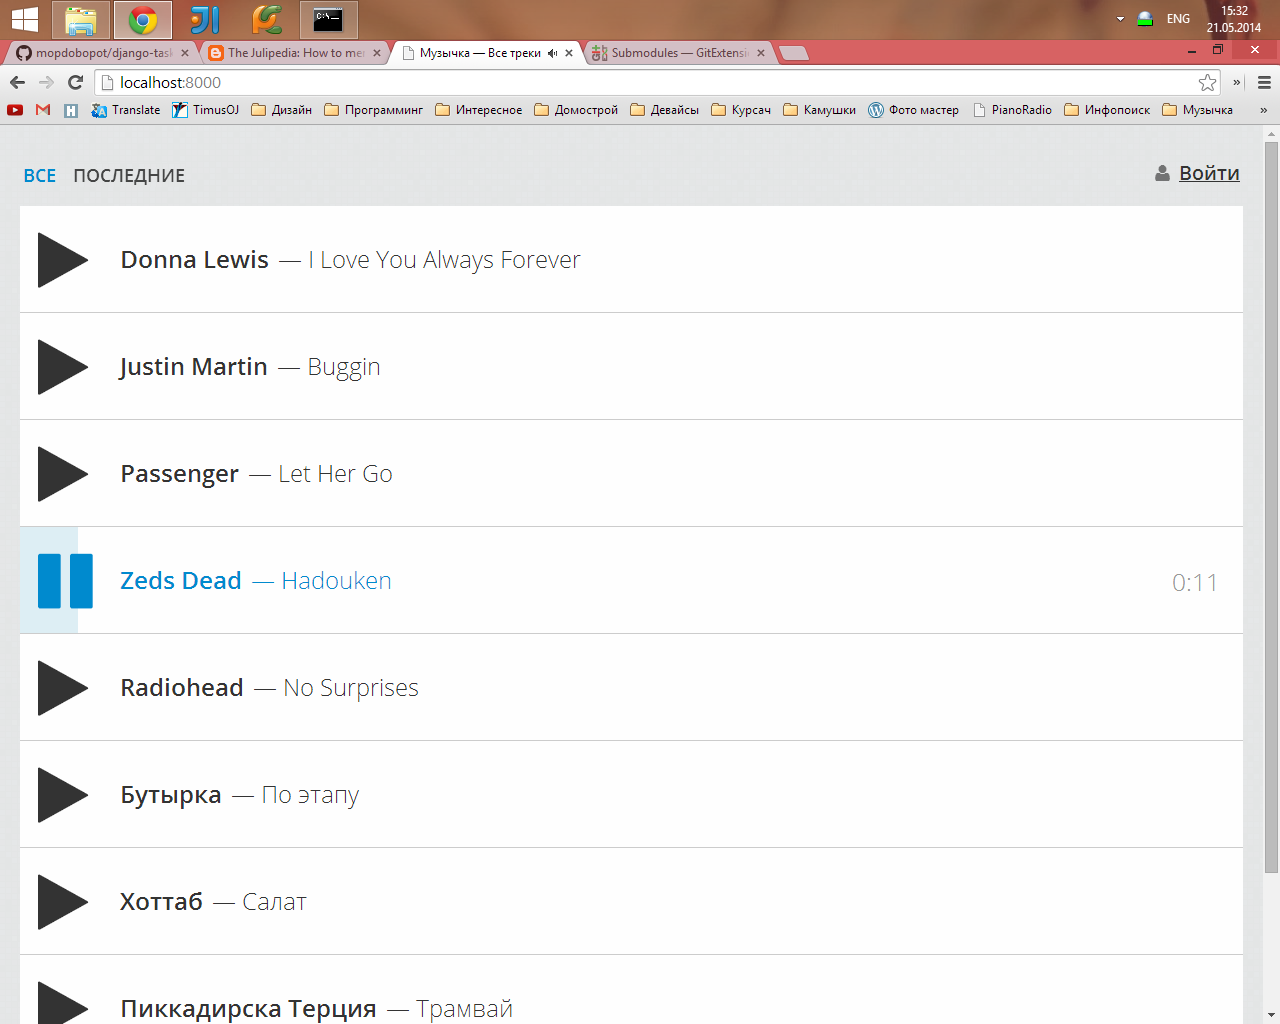 C:\_
ENG
15:32
21.05.2014
mopdobopot/django-task
The Julipedia: How to me
Музычка — Все треки
Submodules — GitExtensi
localhost:8000
Translate TimusOJ Дизайн Программинг Интересное Домострой Девайсы Курсач Камушки Фото мастер PianoRadio Инфопоиск Музычка »
ВСЕ ПОСЛЕДНИЕ Войти
Donna Lewis — I Love You Always Forever
Justin Martin — Buggin
Passenger — Let Her Go
Zeds Dead — Hadouken 0:11
Radiohead — No Surprises
Бутырка — По этапу
Хоттаб — Салат
Пиккадирска Терция — Трамвай